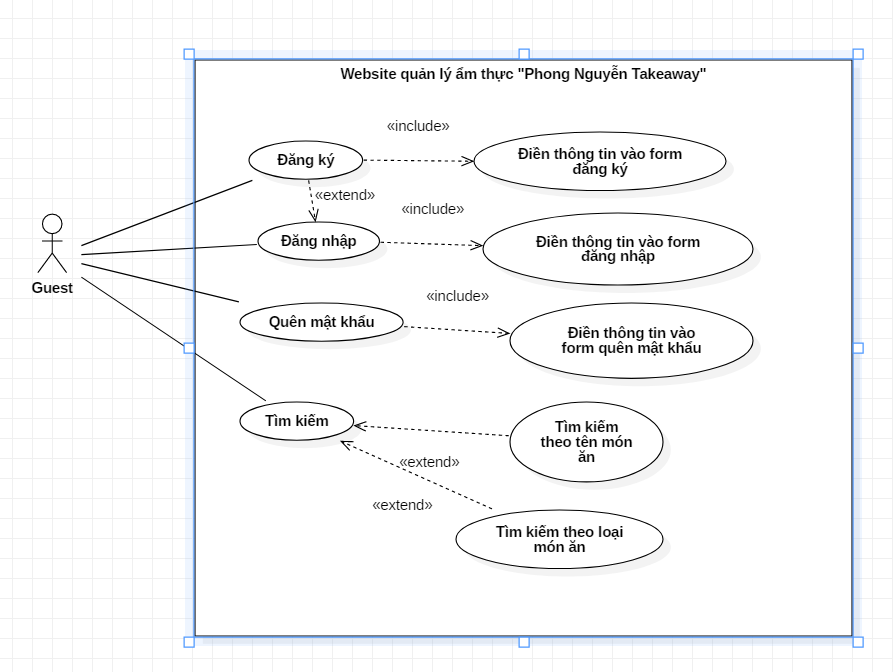 Website quản lý ẩm thực "Phong Nguyễn Takeaway"
«include»
Đăng ký
Điền thông tin vào form
đăng ký
«extend»
«include»
Đăng nhập
Điền thông tin vào form
đăng nhập
Guest
«include»
Quên mật khẩu
Điền thông tin vào
form quên mật khẩu
Tìm kiếm
Tìm kiếm
theo tên món
ăn
«extend»
«extend»
Tìm kiếm theo loại
món ăn